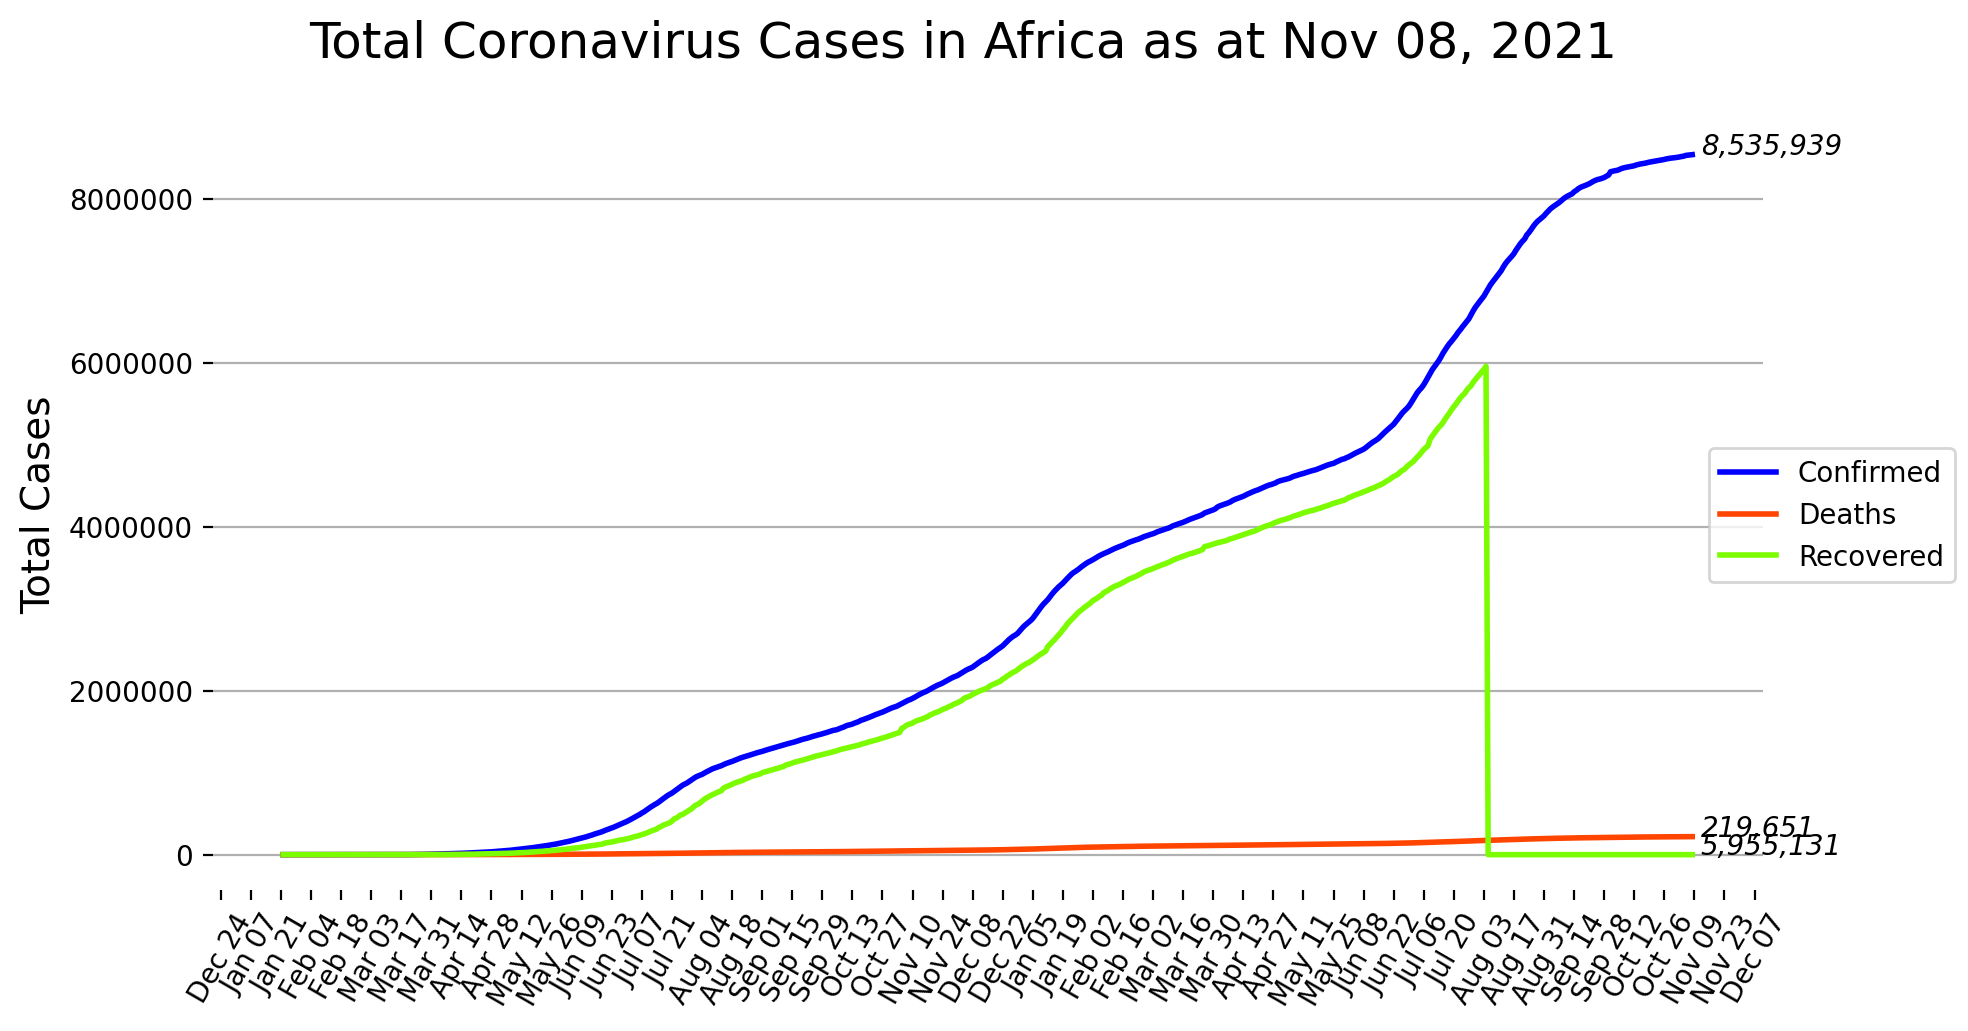 Total Coronavirus Cases in Africa as at Nov 08, 2021
Total Cases
8000000
6000000
4000000
2000000
0
8,535,939
219,651
5,955,131
Confirmed
Deaths
Recovered
Dec 24
Jan 07
Jan 21
Feb 04
Feb 18
Mar 03
Mar 17
Mar 31
Apr 14
Apr 28
May 12
May 26
Jun 09
Jun 23
Jul 07
Jul 21
Aug 04
Aug 18
Sep 01
Sep 15
Sep 29
Oct 13
Oct 27
Nov 10
Nov 24
Dec 08
Dec 22
Jan 05
Jan 19
Feb 02
Feb 16
Mar 02
Mar 16
Mar 30
Apr 13
Apr 27
May 11
May 25
Jun 08
Jun 22
Jul 06
Jul 20
Aug 03
Aug 17
Aug 31
Sep 14
Sep 28
Oct 12
Oct 26
Nov 09
Nov 23
Dec 07